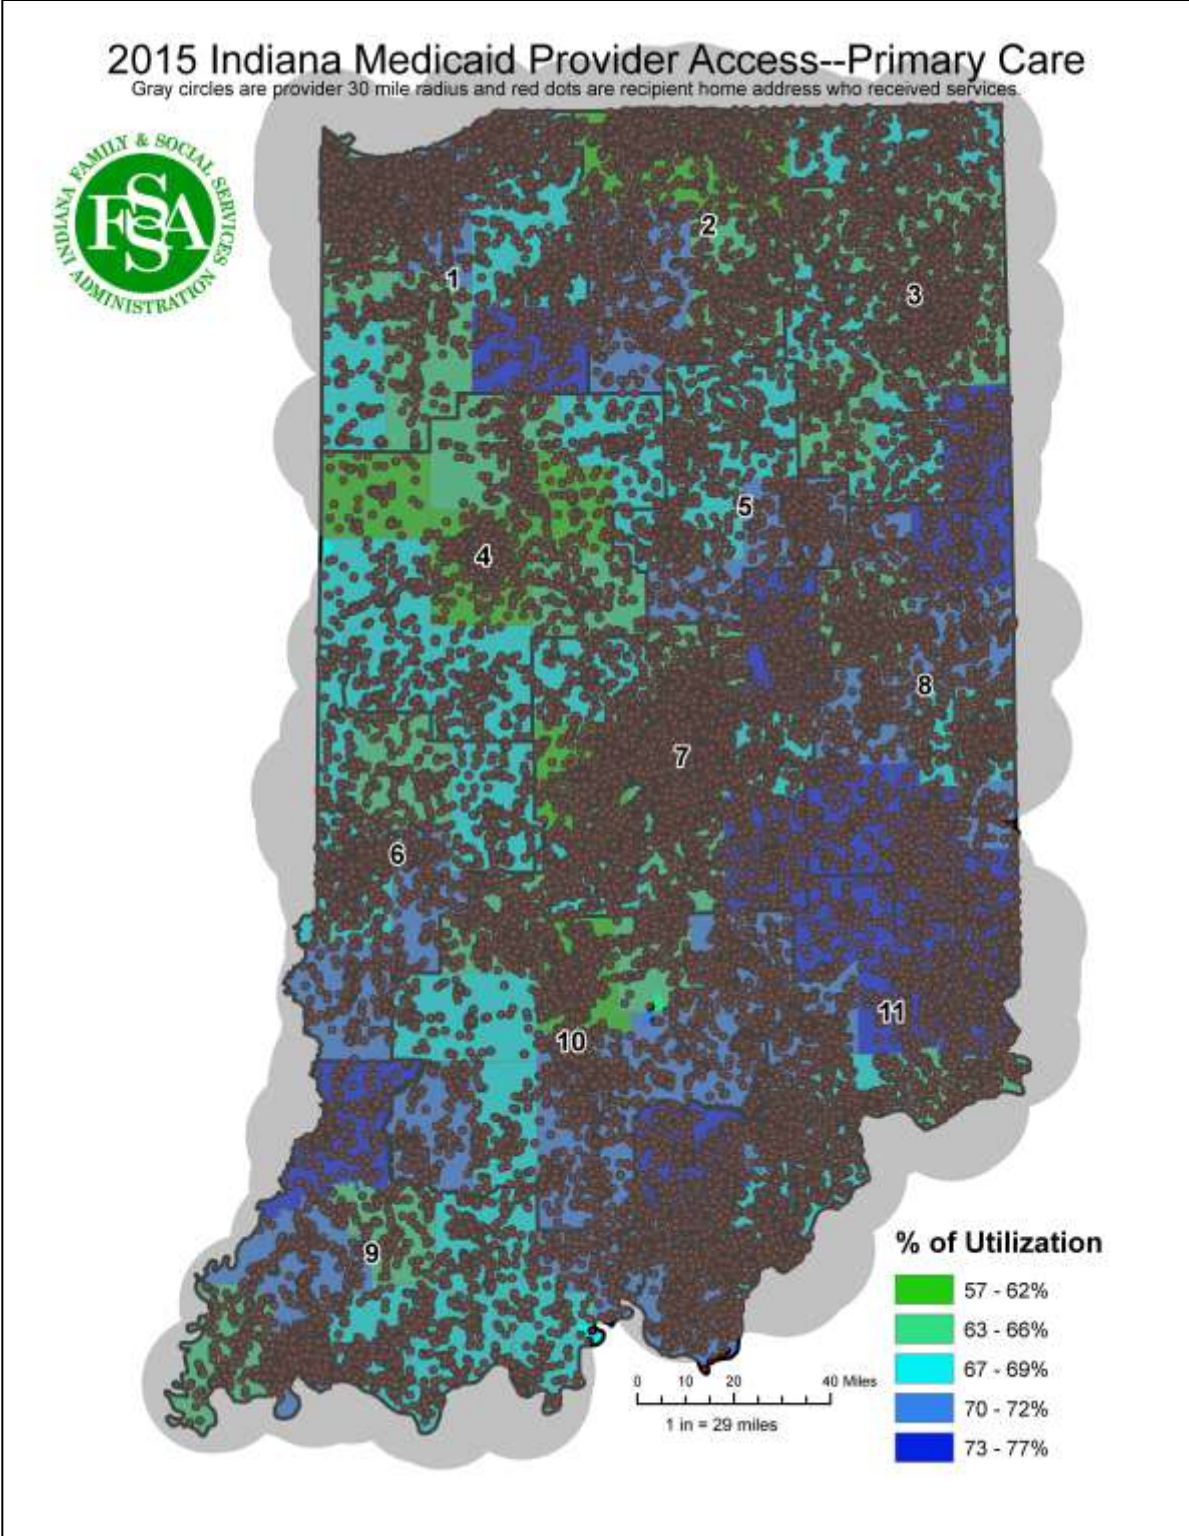 2015 Indiana Medicaid Provider Access--Primary Care
Gray circles are provider 30 mile radius and red dots are recipient home address who received services.
INDIANA FAMILY & SOCIAL SERVICES ADMINISTRATION
FSSA
1
2
3
4
5
6
7
8
9
10
11
% of Utilization
57 - 62%
63 - 66%
67 - 69%
70 - 72%
73 - 77%
0 10 20 40 Miles
1 in = 29 miles